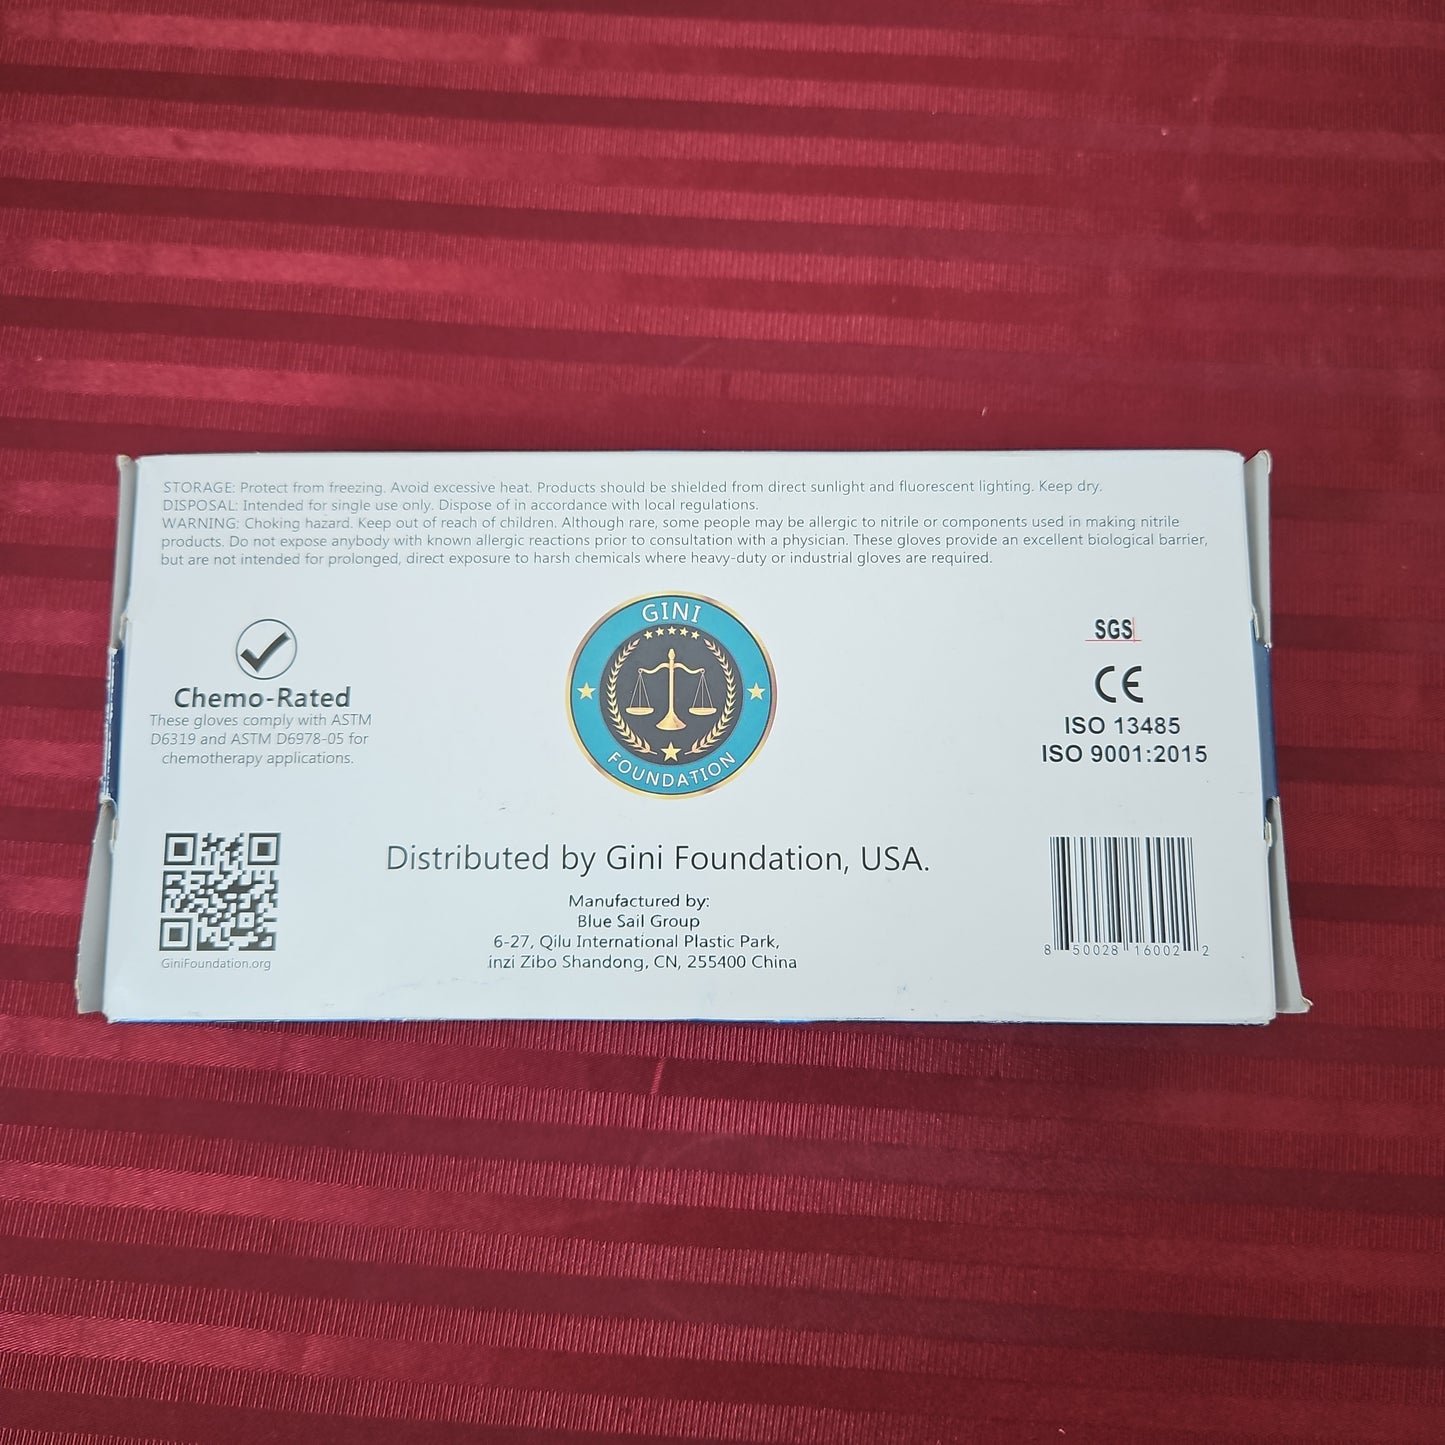 STORAGE: Protect from freezing. Avoid excessive heat. Products should be shielded from direct sunlight and fluorescent lighting. Keep dry.
DISPOSAL: Intended for single use only. Dispose of in accordance with local regulations.
WARNING: Choking hazard. Keep out of reach of children. Although rare, some people may be allergic to nitrile or components used in making nitrile
products. Do not expose anybody with known allergic reactions prior to consultation with a physician. These gloves provide an excellent biological barrier,
but are not intended for prolonged, direct exposure to harsh chemicals where heavy-duty or industrial gloves are required.
Chemo-Rated
These gloves comply with ASTM
D6319 and ASTM D6978-05 for
chemotherapy applications.
GiniFoundation.org
GINI
FOUNDATION
Distributed by Gini Foundation, USA.
Manufactured by:
Blue Sail Group
6-27, Qilu International Plastic Park,
inzi Zibo Shandong, CN, 255400 China
SGS
CE
ISO 13485
ISO 9001:2015
8 50028 16002 2